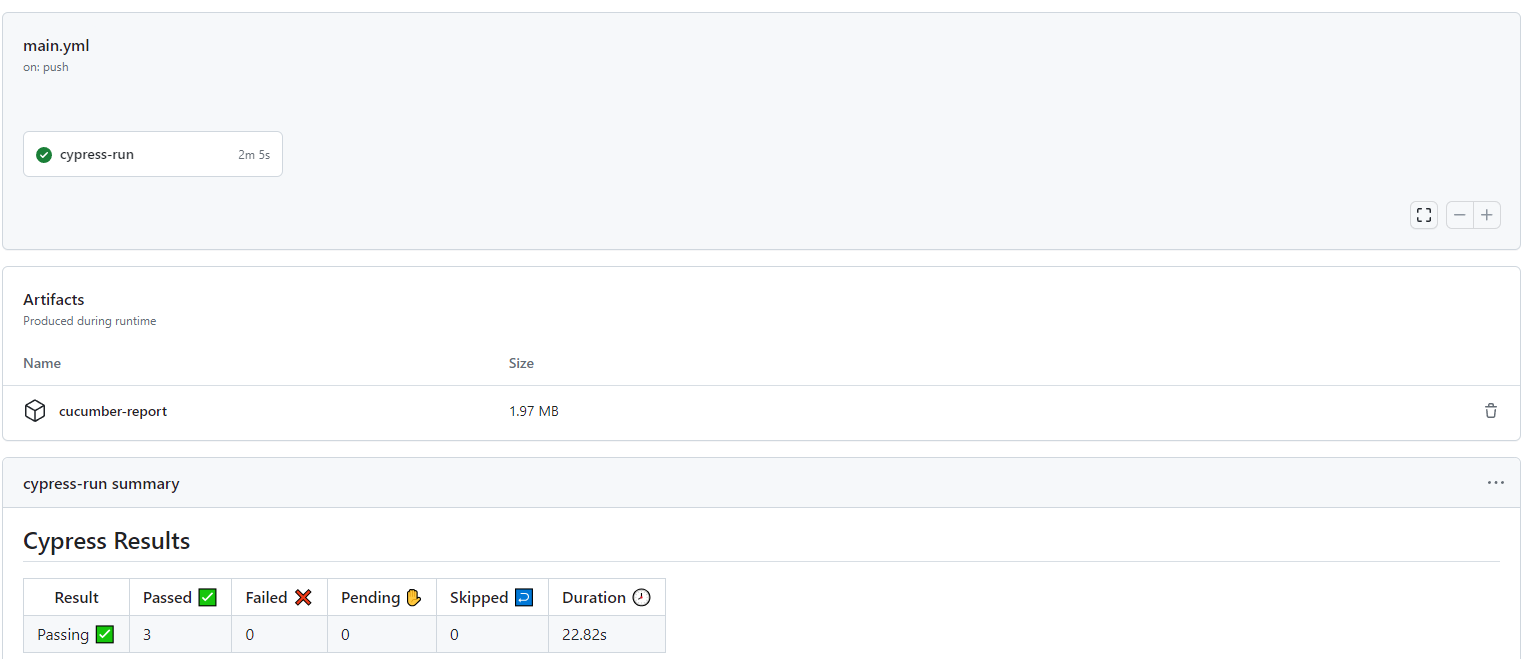 main.yml
on: push
cypress-run 2m 5s
Artifacts
Produced during runtime
Name Size
cucumber-report 1.97 MB
cypress-run summary
Cypress Results
Result Passed ✅ Failed ❌ Pending ✋ Skipped ↩️ Duration 🕗
Passing ✅ 3 0 0 0 22.82s